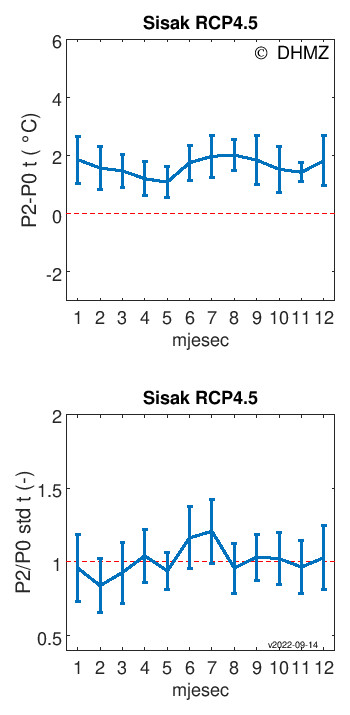 Sisak RCP4.5
© DHMZ
6
4
2
0
-2
P2-P0 t ( °C)
1 2 3 4 5 6 7 8 9 10 11 12
mjesec
Sisak RCP4.5
2
1.5
1
0.5
P2/P0 std t (-)
v2022-09-14
1 2 3 4 5 6 7 8 9 10 11 12
mjesec